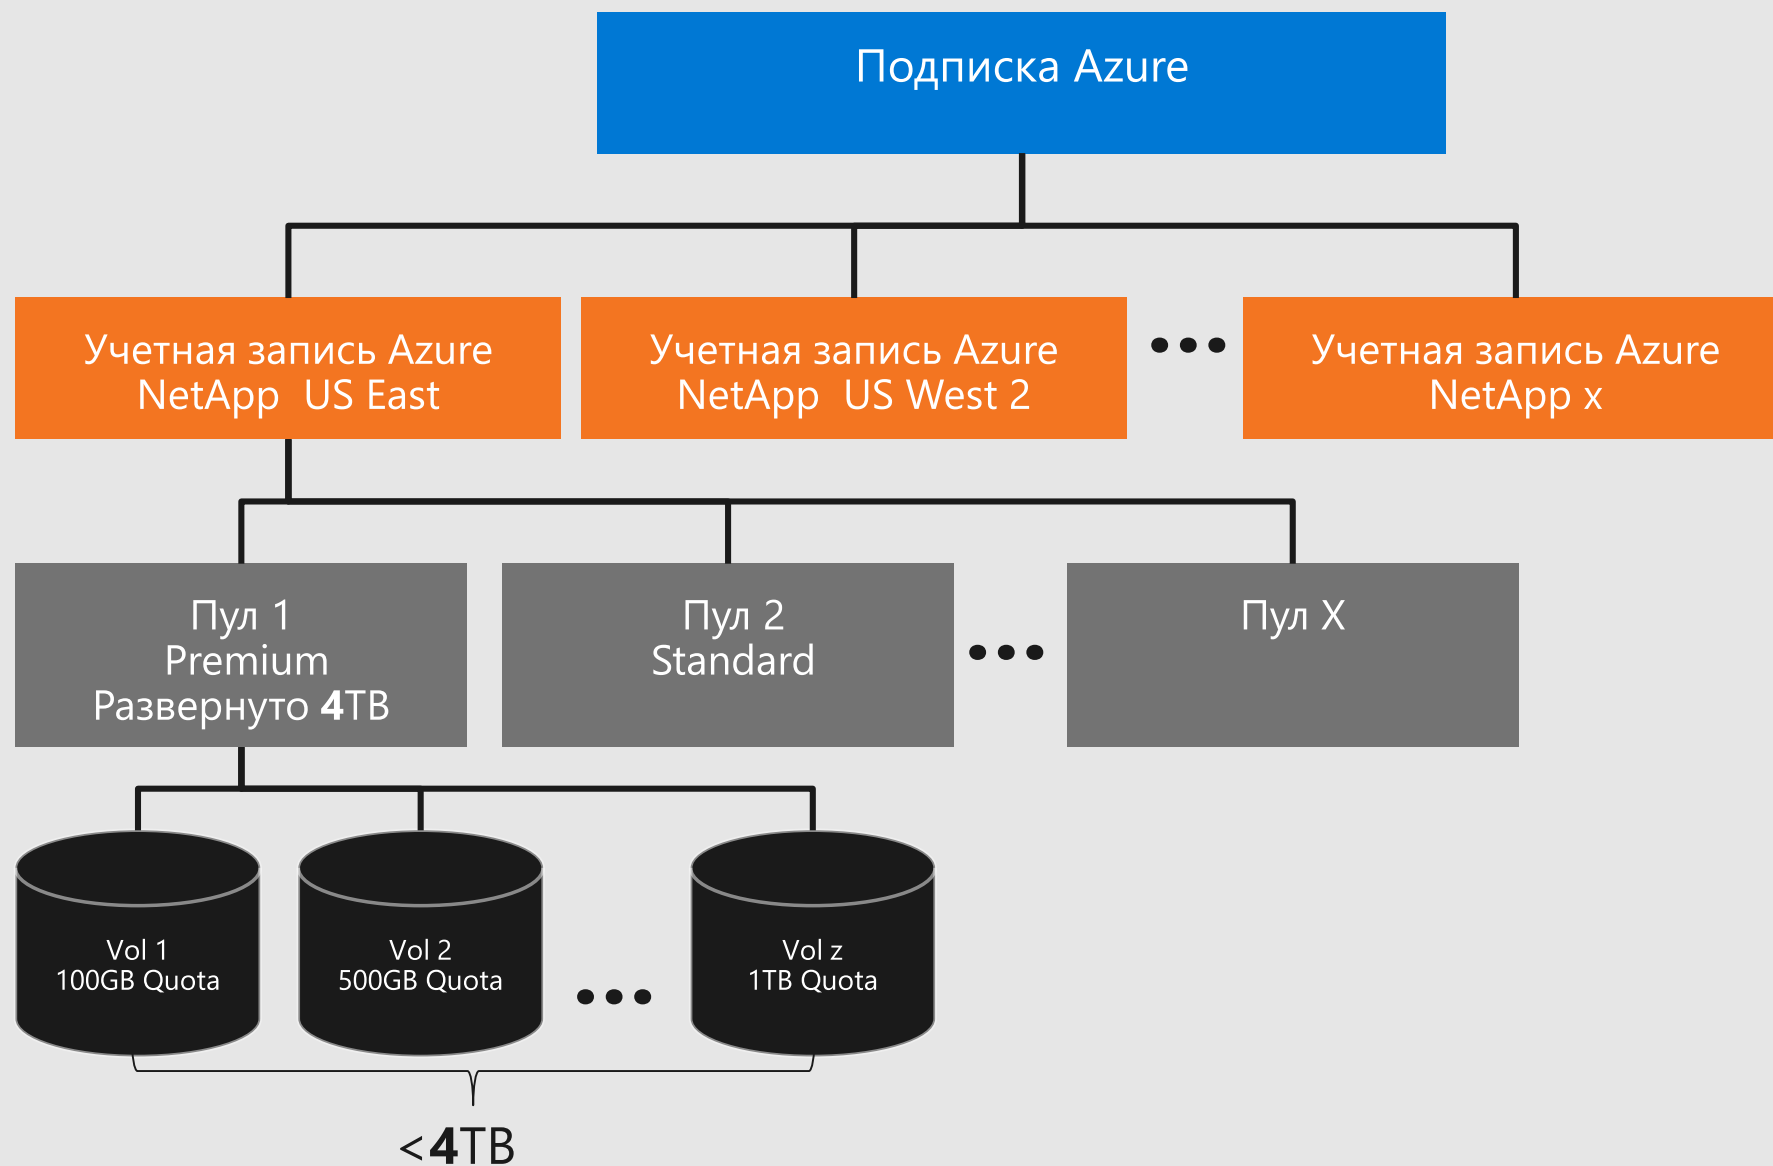 Подписка Azure
Учетная запись Azure
NetApp  US East
Учетная запись Azure
NetApp  US West 2
Учетная запись Azure
NetApp x
Пул 1
Premium
Развернуто 4TB
Пул 2
Standard
Пул X
Vol 1
100GB Quota
Vol 2
500GB Quota
Vol z
1TB Quota
<4TB